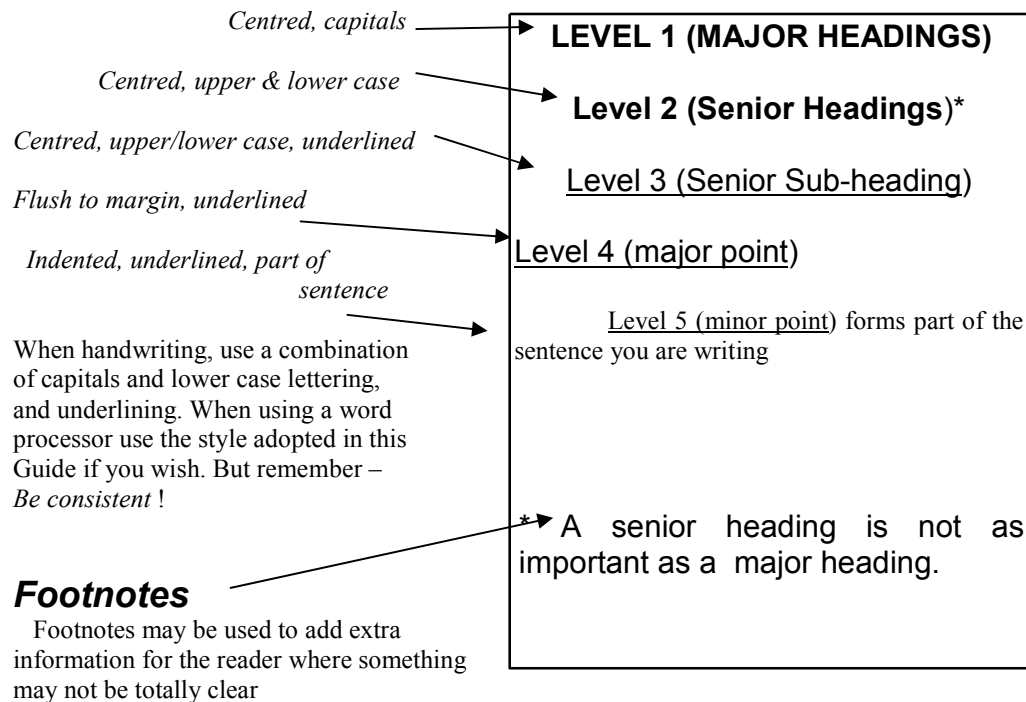 Centred, capitals
Centred, upper & lower case
Centred, upper/lower case, underlined
Flush to margin, underlined
Indented, underlined, part of
sentence
When handwriting, use a combination
of capitals and lower case lettering,
and underlining. When using a word
processor use the style adopted in this
Guide if you wish. But remember –
Be consistent !
Footnotes
Footnotes may be used to add extra
information for the reader where something
may not be totally clear
LEVEL 1 (MAJOR HEADINGS)
Level 2 (Senior Headings)*
Level 3 (Senior Sub-heading)
Level 4 (major point)
Level 5 (minor point) forms part of the
sentence you are writing
* A senior heading is not as
important as a major heading.